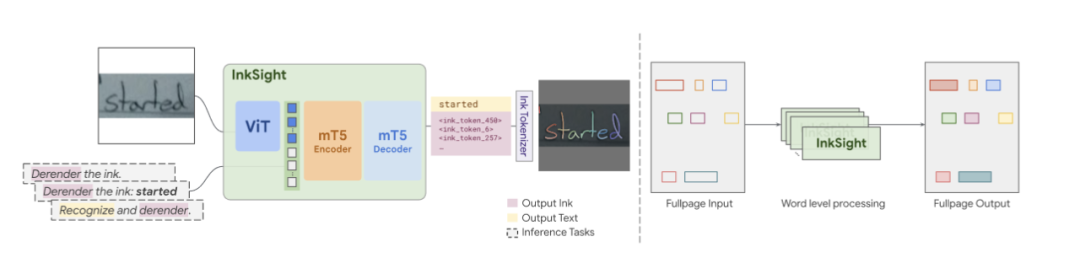 InkSight
started
ViT
mT5
Encoder
mT5
Decoder
started
<ink_token_450>
<ink_token_6>
<ink_token_257>
…
Ink Tokenizer
started
Derender the ink.
Derender the ink: started
Recognize and derender.
Output Ink
Output Text
Inference Tasks
InkSight
Fullpage Input
Word level processing
Fullpage Output